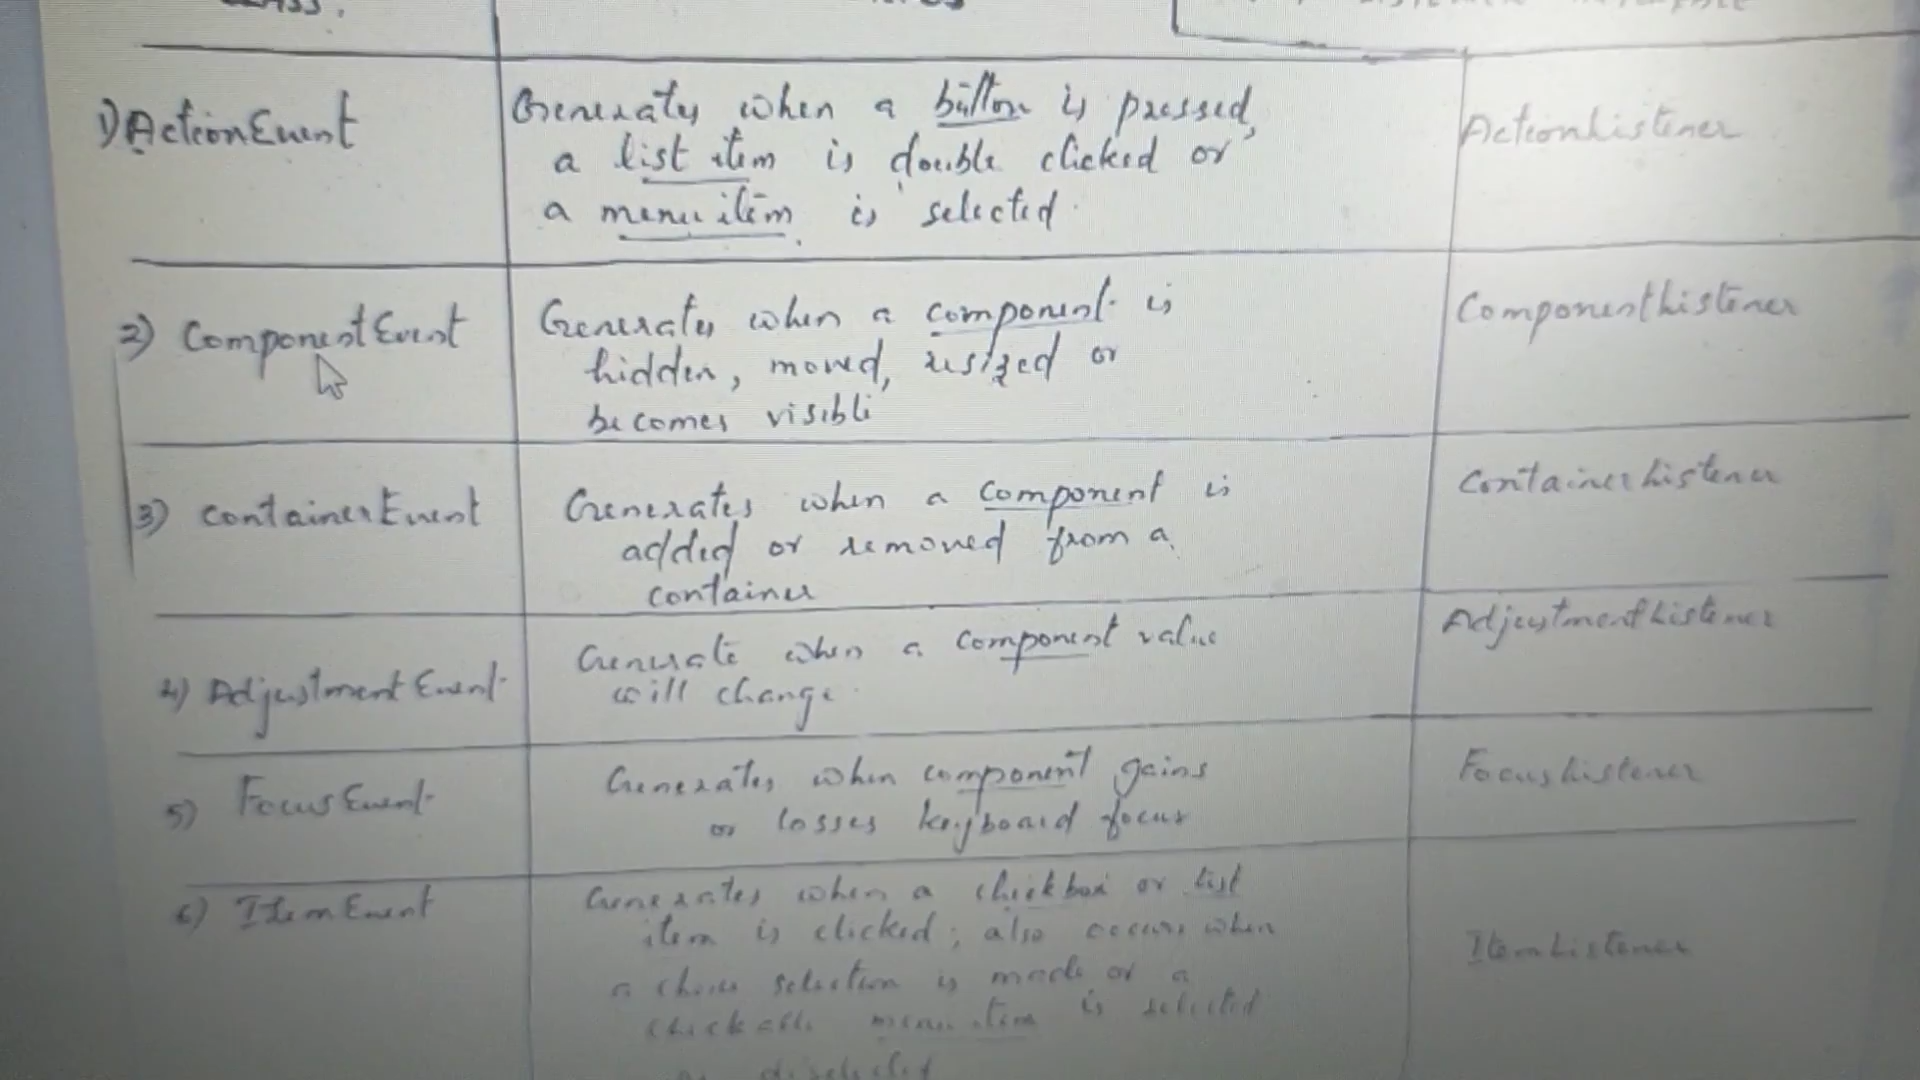 1) ActionEvent
Generates when a button is pressed,
a list item is double clicked or
a menu item is selected.
ActionListener
2) ComponentEvent
Generates when a component is
hidden, moved, resized or
becomes visible
ComponentListener
3) ContainerEvent
Generates when a component is
added or removed from a
container
ContainerListener
4) AdjustmentEvent
Generate when a component value
will change.
AdjustmentListener
5) FocusEvent
Generates when component gains
or losses keyboard focus
FocusListener
6) ItemEvent
Generates when a checkbox or list
item is clicked; also occurs when
a choice selection is made or a
checkable menu item is selected
or diselected
ItemListener